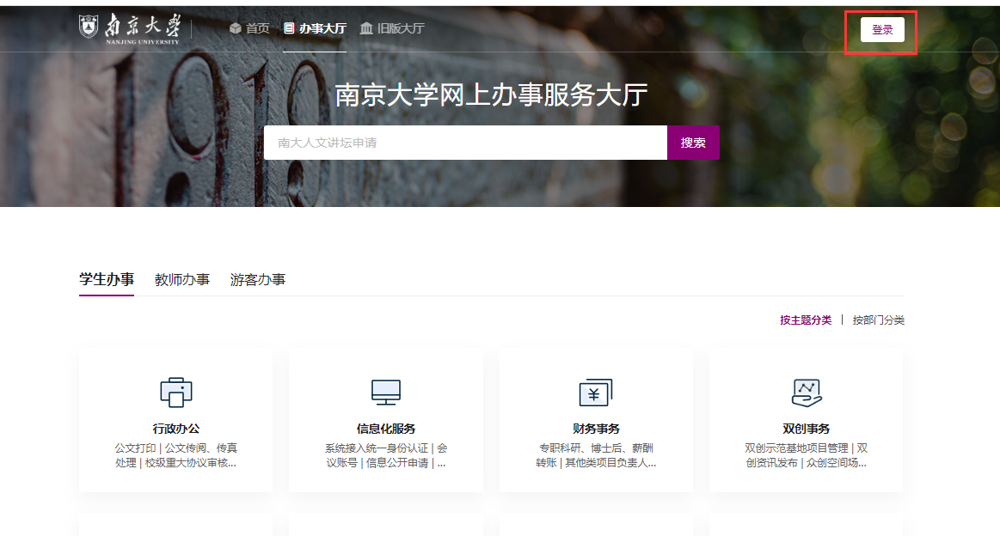 南京大学
NANJING UNIVERSITY
首页
办事大厅
旧版大厅
登录
1919
南京大学网上办事服务大厅
南大人文讲坛申请
搜索
学生办事
教师办事
游客办事
按主题分类 | 按部门分类
行政办公
公文打印 | 公文传阅、传真
处理 | 校级重大协议审核...
信息化服务
系统接入统一身份认证 | 会
议账号 | 信息公开申请 | ...
财务事务
专职科研、博士后、薪酬
转账 | 其他类项目负责人...
双创事务
双创示范基地项目管理 | 双
创资讯发布 | 众创空间场...